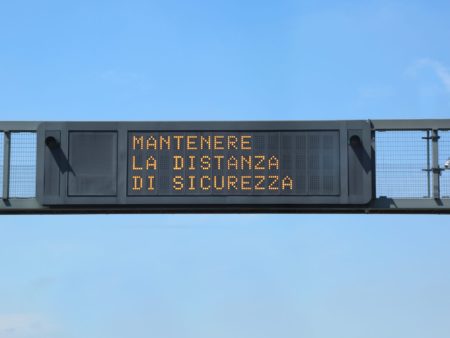 MANTENERE
LA DISTANZA
DI SICUREZZA